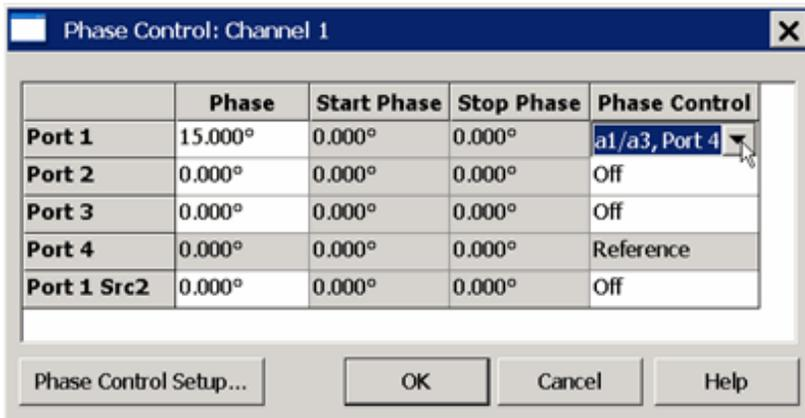 Phase Control: Channel 1
Phase Start Phase Stop Phase Phase Control
Port 1 15.000° 0.000° 0.000° a1/a3, Port 4
Port 2 0.000° 0.000° 0.000° Off
Port 3 0.000° 0.000° 0.000° Off
Port 4 0.000° 0.000° 0.000° Reference
Port 1 Src2 0.000° 0.000° 0.000° Off
Phase Control Setup... OK Cancel Help